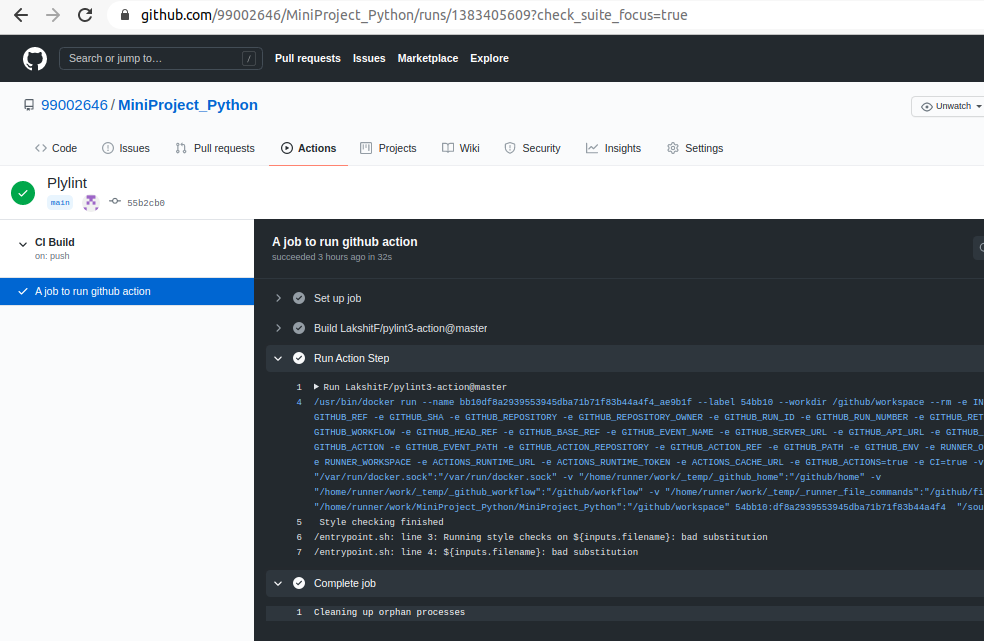 github.com/99002646/MiniProject_Python/runs/1383405609?check_suite_focus=true
Search or jump to... /
Pull requests Issues Marketplace Explore
99002646 / MiniProject_Python
Unwatch
Code Issues Pull requests Actions Projects Wiki Security Insights Settings
Plylint
main 55b2cb0
CI Build
on: push
A job to run github action
A job to run github action
succeeded 3 hours ago in 32s
Set up job
Build LakshitF/pylint3-action@master
Run Action Step
1 Run LakshitF/pylint3-action@master
4 /usr/bin/docker run --name bb10df8a2939553945dba71b71f83b44a4f4_ae9b1f --label 54bb10 --workdir /github/workspace --rm -e IN
GITHUB_REF -e GITHUB_SHA -e GITHUB_REPOSITORY -e GITHUB_REPOSITORY_OWNER -e GITHUB_RUN_ID -e GITHUB_RUN_NUMBER -e GITHUB_RET
GITHUB_WORKFLOW -e GITHUB_HEAD_REF -e GITHUB_BASE_REF -e GITHUB_EVENT_NAME -e GITHUB_SERVER_URL -e GITHUB_API_URL -e GITHUB_
GITHUB_ACTION -e GITHUB_EVENT_PATH -e GITHUB_ACTION_REPOSITORY -e GITHUB_ACTION_REF -e GITHUB_PATH -e GITHUB_ENV -e RUNNER_O
e RUNNER_WORKSPACE -e ACTIONS_RUNTIME_URL -e ACTIONS_RUNTIME_TOKEN -e ACTIONS_CACHE_URL -e GITHUB_ACTIONS=true -e CI=true -v
"/var/run/docker.sock":"/var/run/docker.sock" -v "/home/runner/work/_temp/_github_home":"/github/home" -v
"/home/runner/work/_temp/_github_workflow":"/github/workflow" -v "/home/runner/work/_temp/_runner_file_commands":"/github/fi
"/home/runner/work/MiniProject_Python/MiniProject_Python":"/github/workspace" 54bb10:df8a2939553945dba71b71f83b44a4f4 "/sou
5 Style checking finished
6 /entrypoint.sh: line 3: Running style checks on ${inputs.filename}: bad substitution
7 /entrypoint.sh: line 4: ${inputs.filename}: bad substitution
Complete job
1 Cleaning up orphan processes